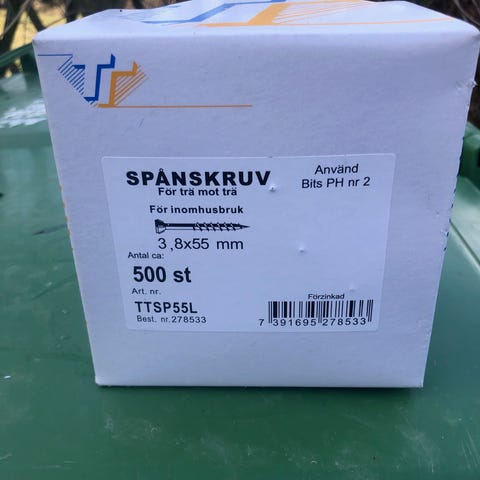 SPÅNSKRUV
För trä mot trä
Använd
Bits PH nr 2
För inomhusbruk
3,8x55 mm
Antal ca:
500 st
Art. nr.
TTSP55L
Best. nr.278533
Förzinkad
7 391695 278533